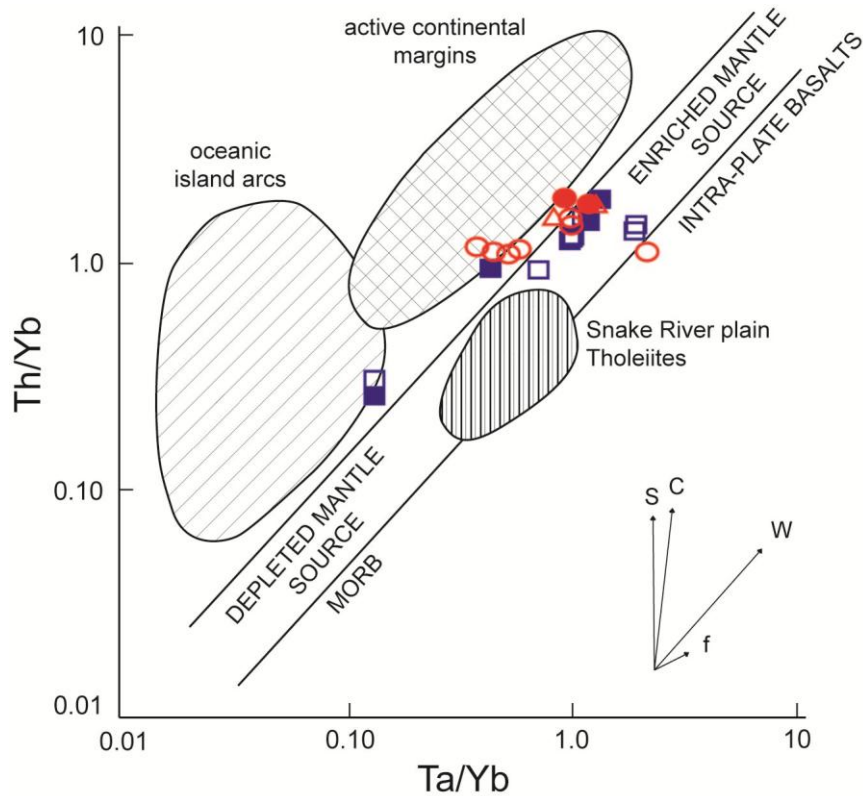 10
active continental
margins
oceanic
island arcs
ENRICHED MANTLE
SOURCE
INTRA-PLATE BASALTS
1.0
Th/Yb
Snake River plain
Tholeiites
0.10
DEPLETED MANTLE
SOURCE
MORB
S
C
W
f
0.01
0.01
0.10
1.0
10
Ta/Yb